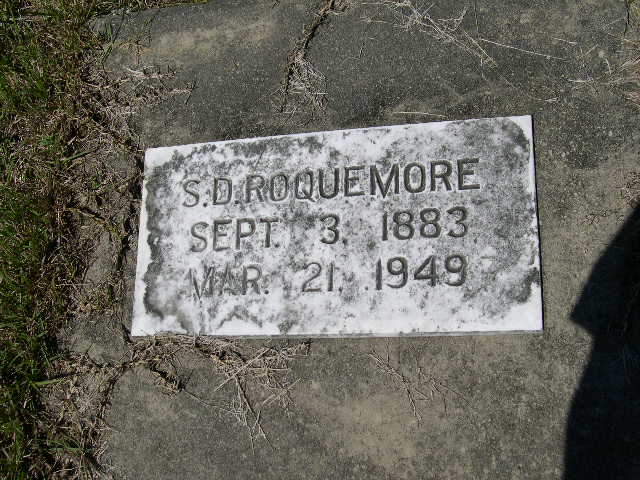 S.D. ROQUEMORE
SEPT. 3. 1883
MAR. 21. 1949